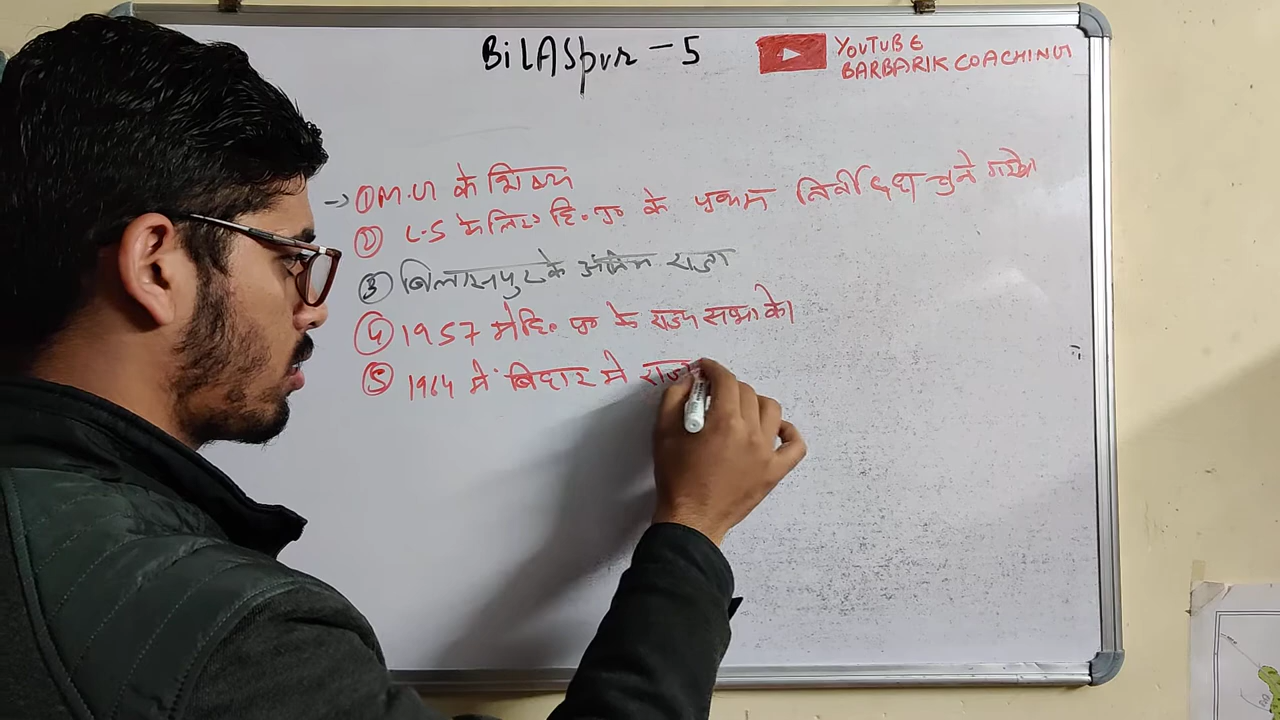 BilASpur - 5
YouTuBE
BARBARIK COACHING
→ ① M.G के शिष्य
② L.S के लिए हि.प्र. के प्रथम निर्विरोध चुने गये।
③ बिलासपुर के अंतिम राजा
④ 1957 मे हि. प्र के राज्य सभा के।
⑤ 1964 में बिहार मे राज